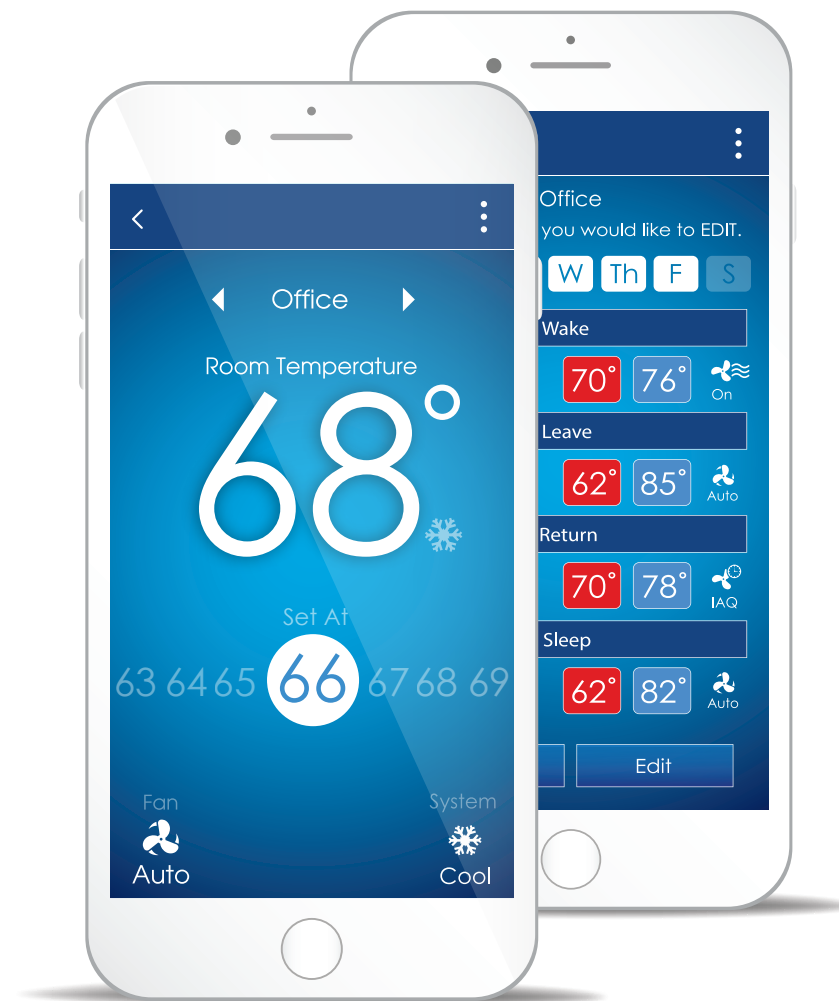 Office
Room Temperature
68°
Set At
63 64 65 66 67 68 69
Fan
Auto
System
Cool
Office
you would like to EDIT.
W Th F S
Wake
70° 76°
On
Leave
62° 85°
Auto
Return
70° 78°
IAQ
Sleep
62° 82°
Auto
Edit